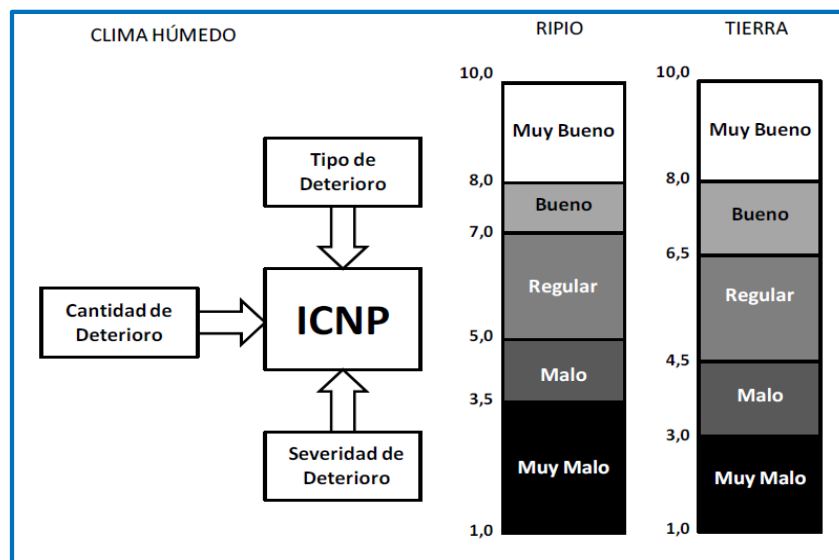 CLIMA HÚMEDO
RIPIO
TIERRA
Tipo de
Deterioro
Cantidad de
Deterioro
ICNP
Severidad de
Deterioro
10,0
Muy Bueno
8,0
Bueno
7,0
Regular
5,0
Malo
3,5
Muy Malo
1,0
10,0
Muy Bueno
8,0
Bueno
6,5
Regular
4,5
Malo
3,0
Muy Malo
1,0